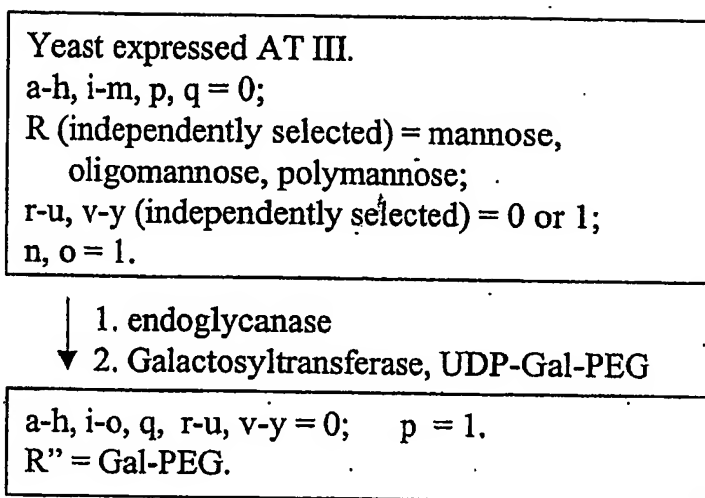 Yeast expressed AT III.
a-h, i-m, p, q = 0;
R (independently selected) = mannose,
oligomannose, polymannose;
r-u, v-y (independently selected) = 0 or 1;
n, o = 1.
1. endoglycanase
2. Galactosyltransferase, UDP-Gal-PEG
a-h, i-o, q, r-u, v-y = 0; p = 1.
R” = Gal-PEG.